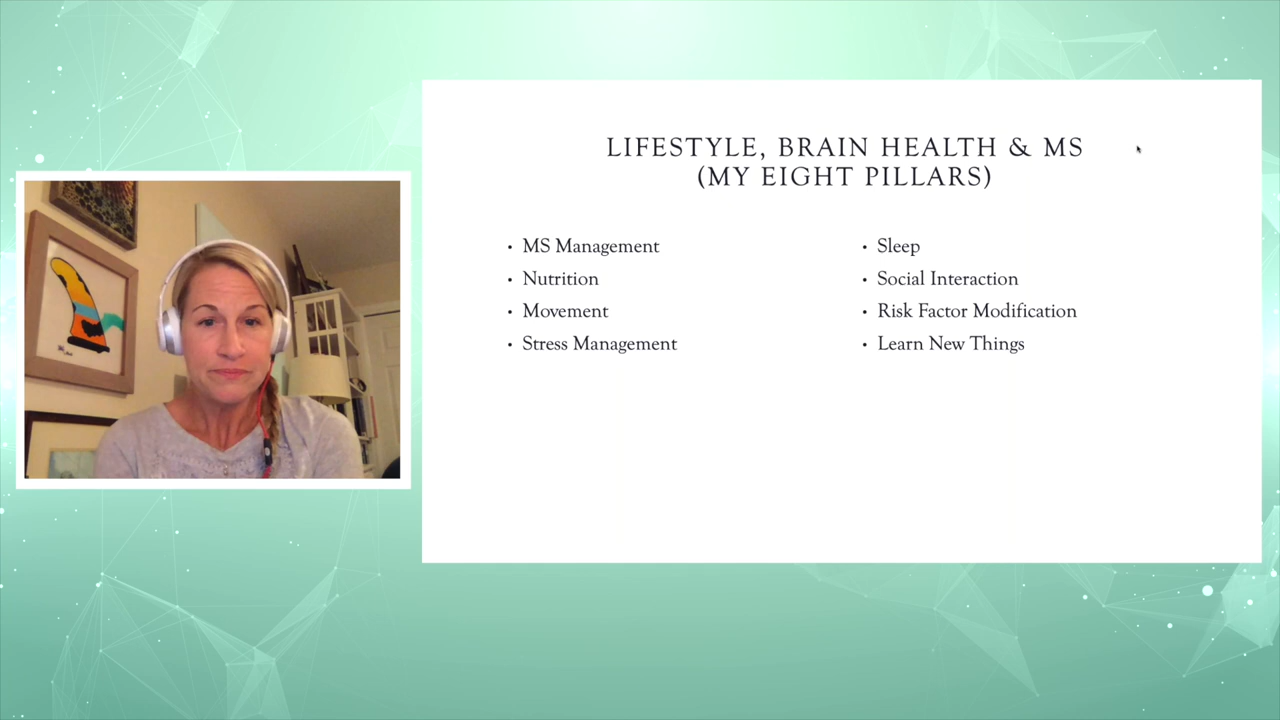 LIFESTYLE, BRAIN HEALTH & MS
(MY EIGHT PILLARS)
• MS Management
• Nutrition
• Movement
• Stress Management
• Sleep
• Social Interaction
• Risk Factor Modification
• Learn New Things